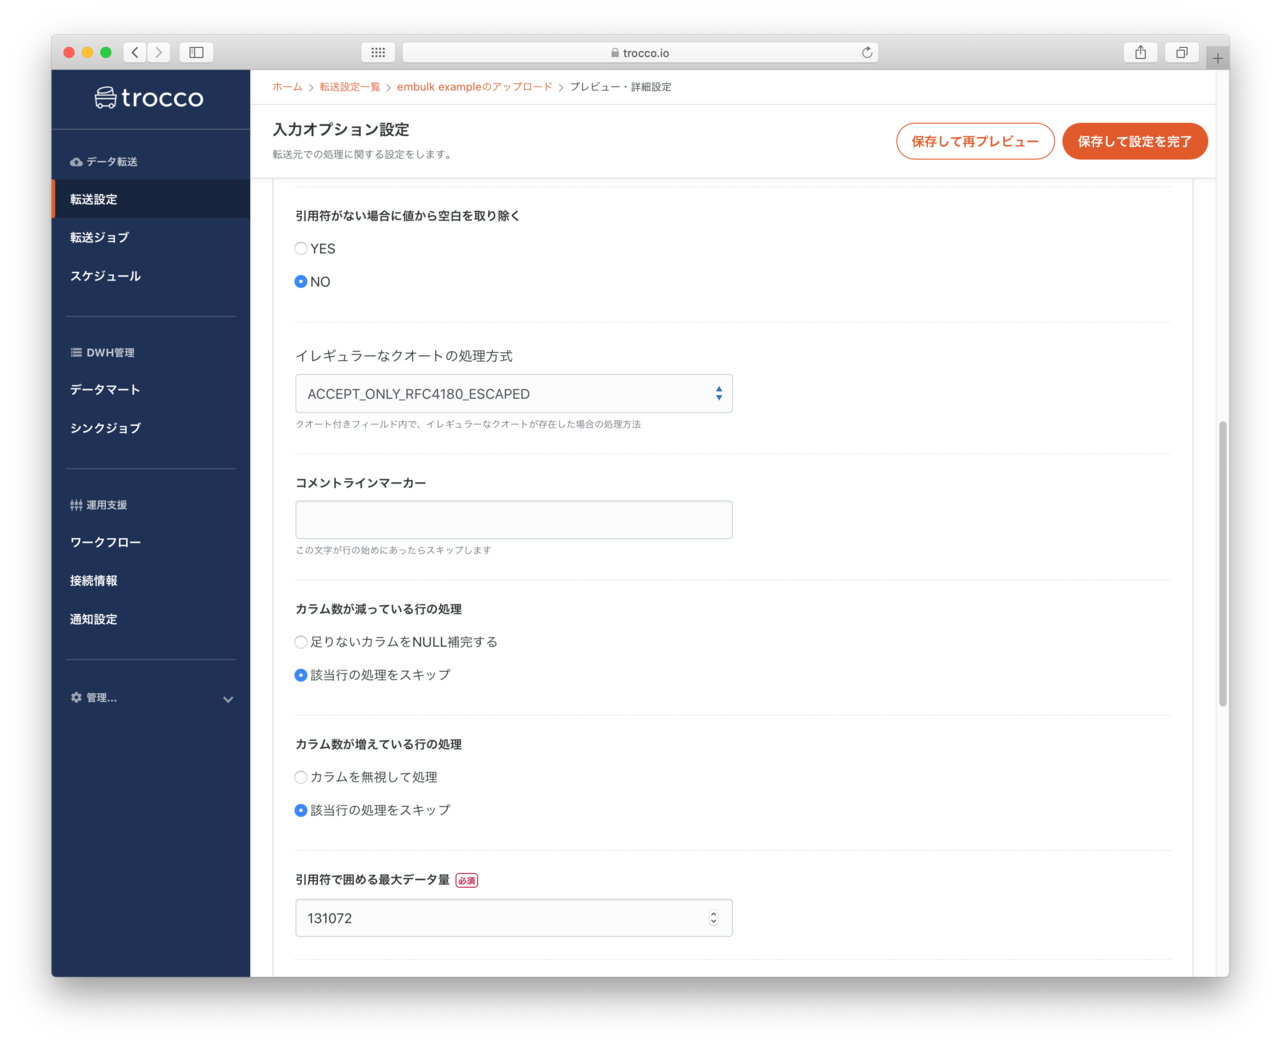 trocco.io
trocco
データ転送
転送設定
転送ジョブ
スケジュール
DWH管理
データマート
シンクジョブ
運用支援
ワークフロー
接続情報
通知設定
管理...
ホーム > 転送設定一覧 > embulk exampleのアップロード > プレビュー・詳細設定
入力オプション設定
転送元での処理に関する設定をします。
保存して再プレビュー
保存して設定を完了
引用符がない場合に値から空白を取り除く
YES
NO
イレギュラーなクオートの処理方式
ACCEPT_ONLY_RFC4180_ESCAPED
クオート付きフィールド内で、イレギュラーなクオートが存在した場合の処理方法
コメントラインマーカー
この文字が行の始めにあったらスキップします
カラム数が減っている行の処理
足りないカラムをNULL補完する
該当行の処理をスキップ
カラム数が増えている行の処理
カラムを無視して処理
該当行の処理をスキップ
引用符で囲める最大データ量 必須
131072